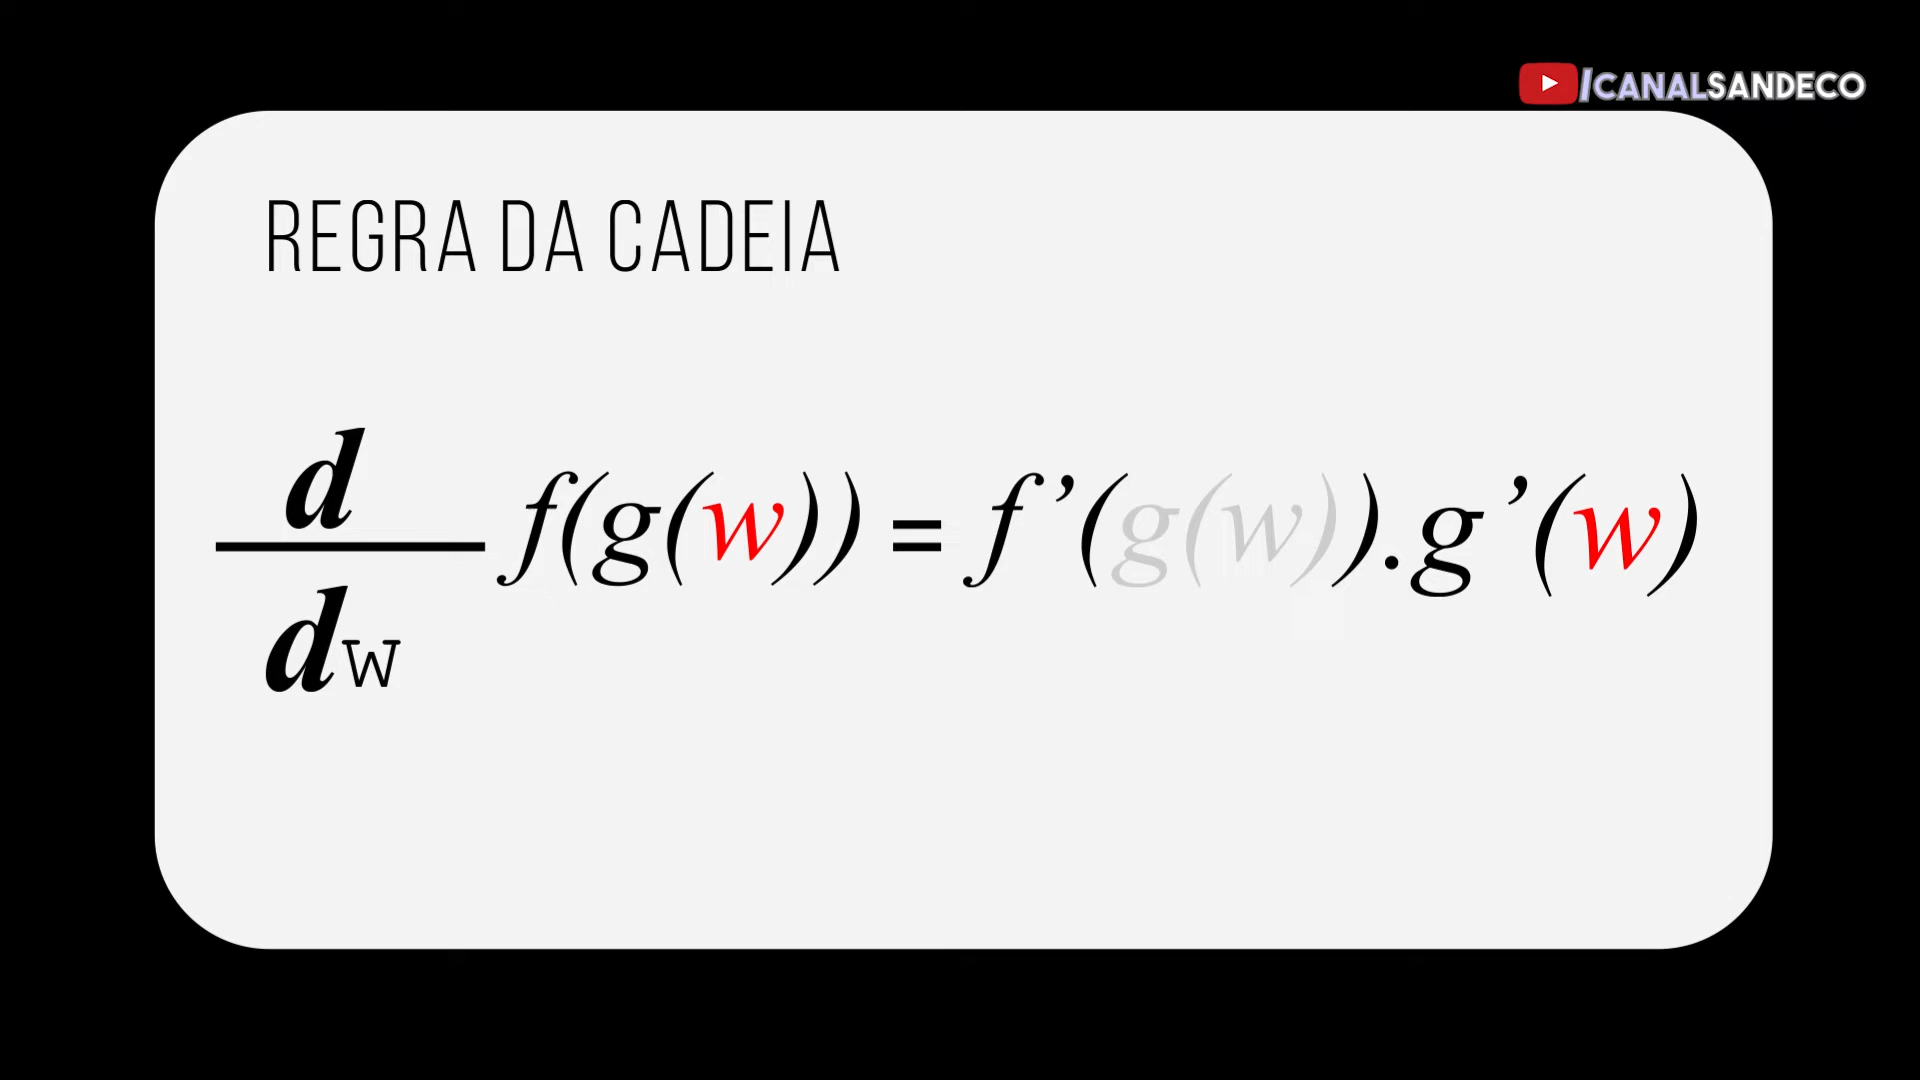 /CANALSANDECO
REGRA DA CADEIA
d
f(g(w)) = f’(g(w)).g’(w)
dw